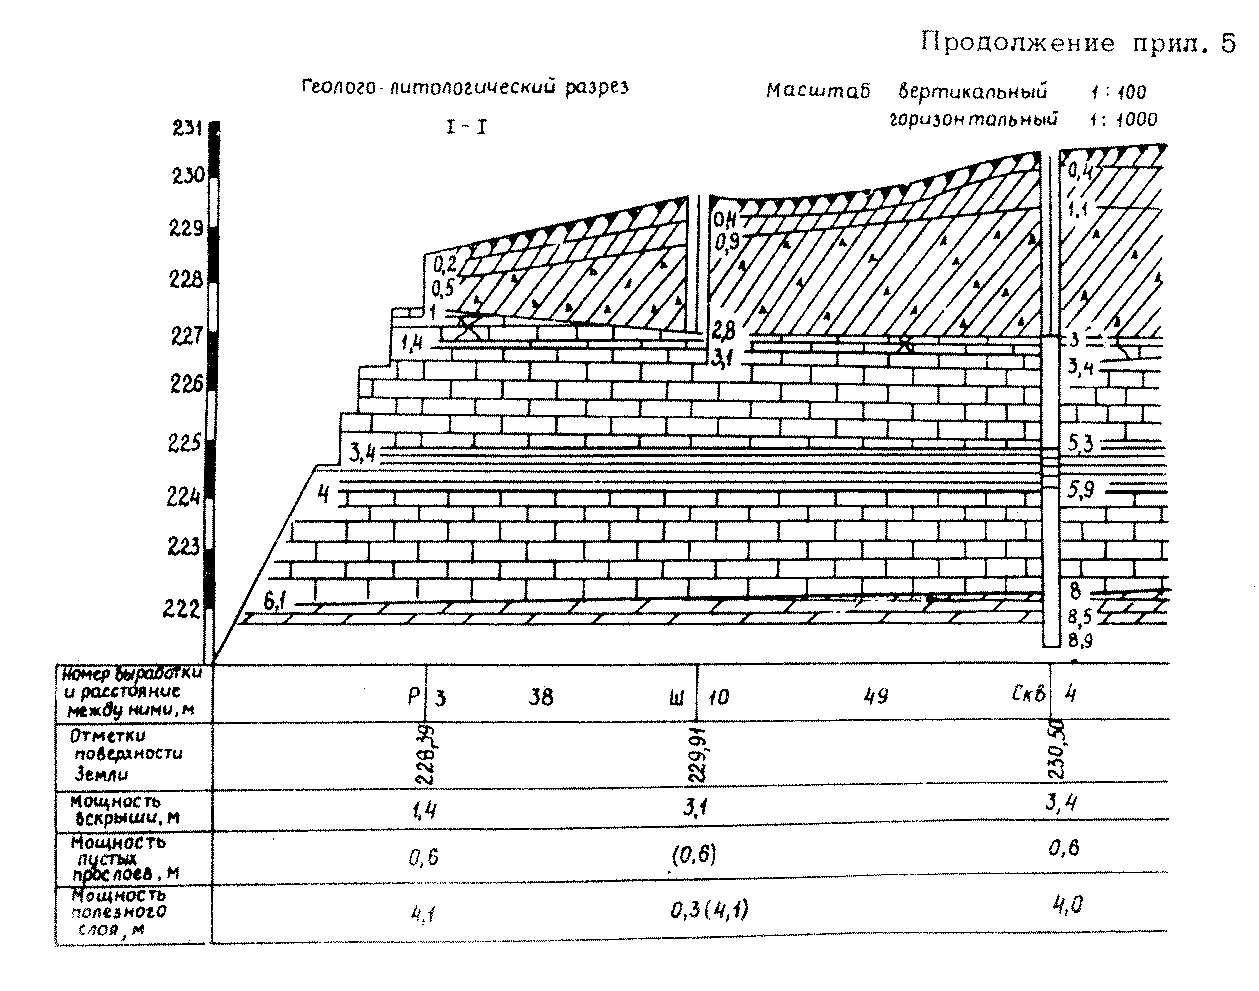 Продолжение прил. 5
Геолого-литологический разрез
Масштаб вертикальный 1:100
I-I
горизонтальный 1:1000
231
230
229
228
227
226
225
224
223
222
0,2
0,5
1
1,4
3,4
4
6,1
0,4
0,9
2,8
3,1
0,4
1,1
3
3,4
5,3
5,9
8
8,5
8,9
Номер выработки
и расстояние
между ними, м
Р 3 38 Ш 10 49 Скв 4
Отметки
поверхности
Земли
228,39 229,91 230,50
Мощность
вскрыши, м
1,4 3,1 3,4
Мощность
пустых
прослоев, м
0,6 (0,6) 0,6
Мощность
полезного
слоя, м
4,1 0,3(4,1) 4,0